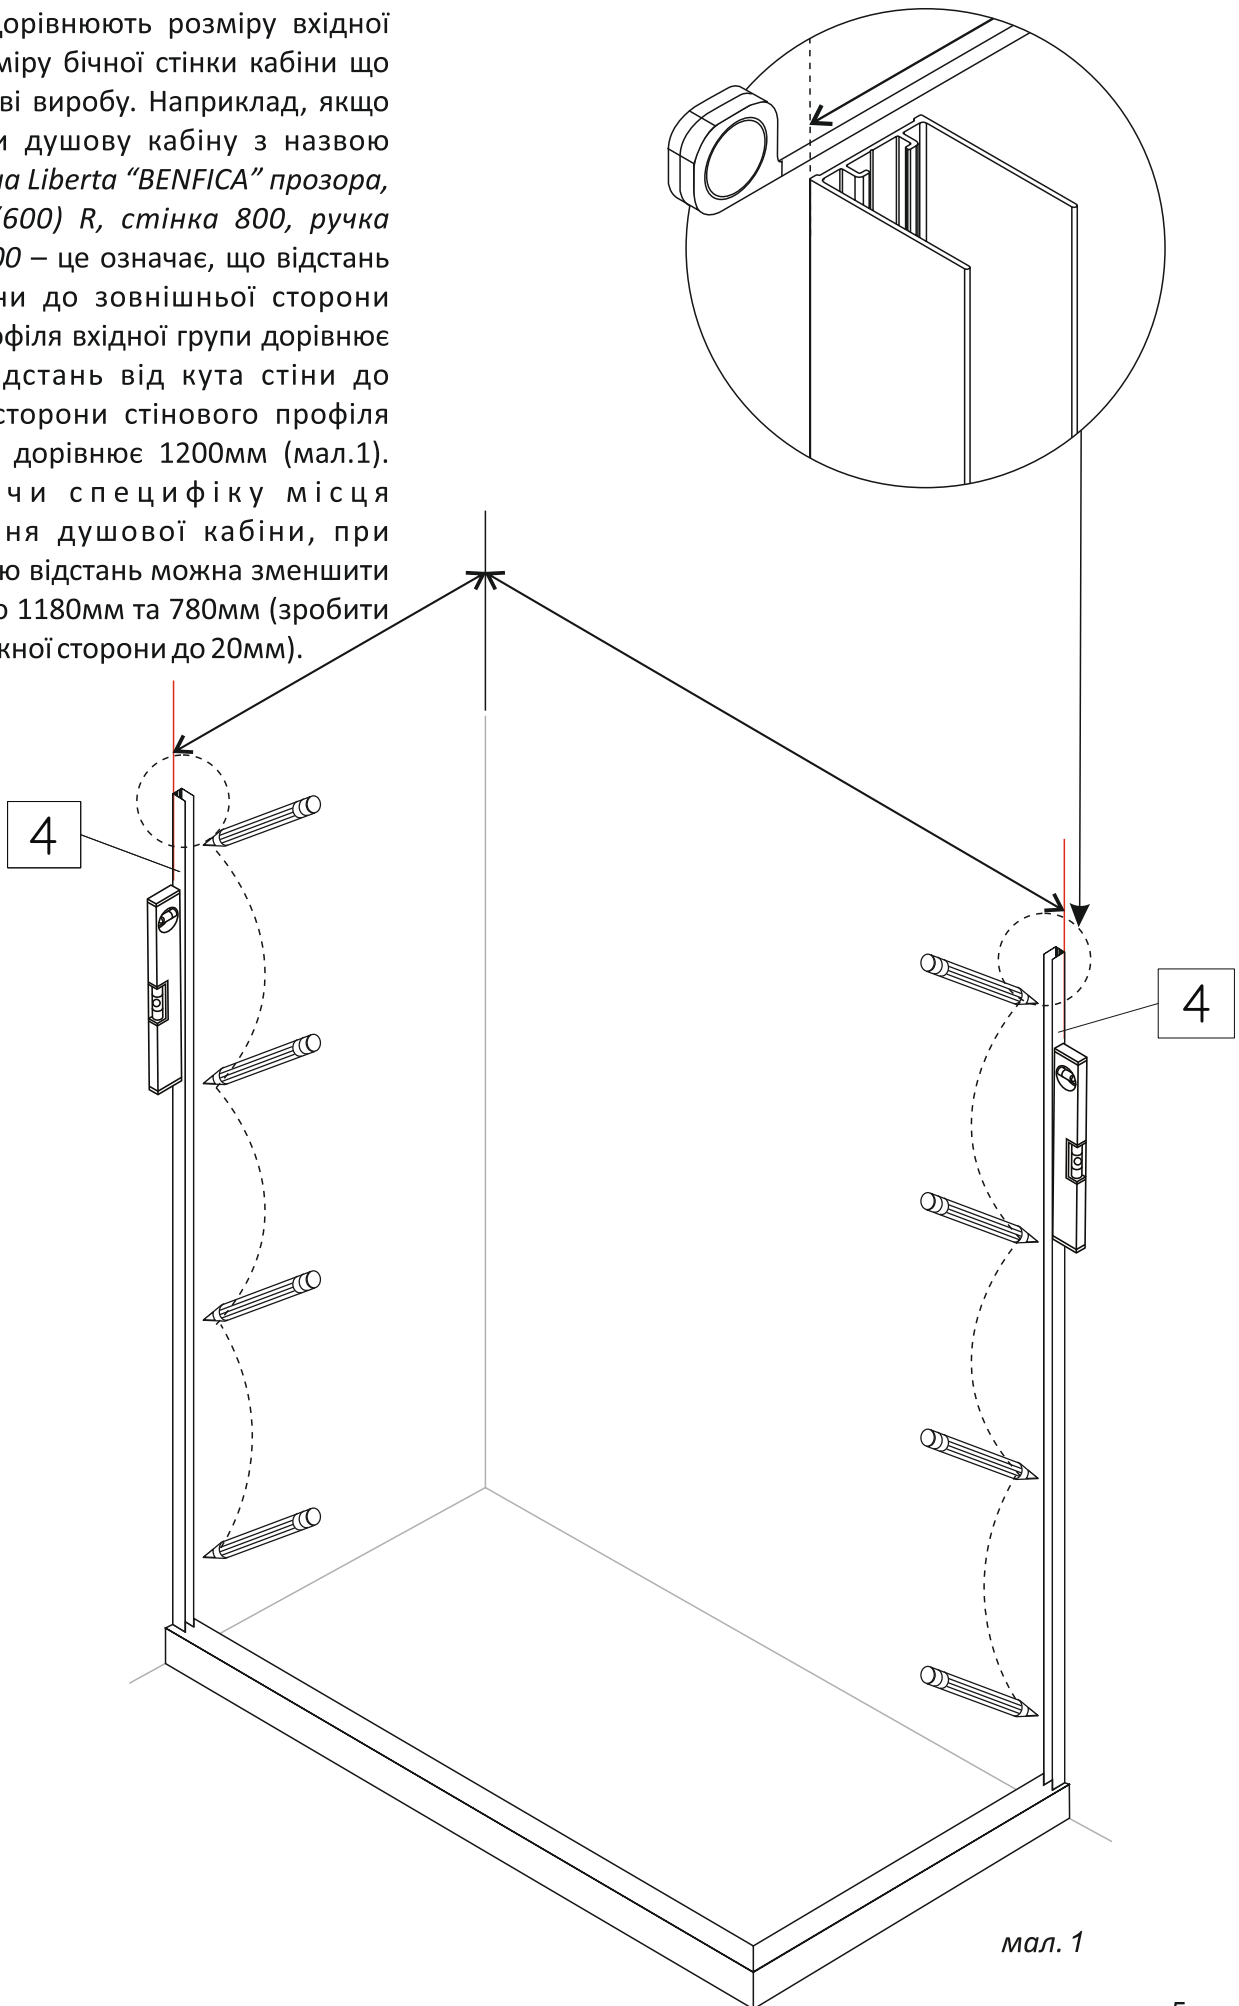 дорівнюють розміру вхідної
міру бічної стінки кабіни що
ві виробу. Наприклад, якщо
и душову кабіну з назвою
на Liberta “BENFICA” прозора,
(600) R, стінка 800, ручка
00 – це означає, що відстань
ни до зовнішньої сторони
офіля вхідної групи дорівнює
дстань від кута стіни до
сторони стінового профіля
дорівнює 1200мм (мал.1).
чи специфіку місця
ня душової кабіни, при
ю відстань можна зменшити
о 1180мм та 780мм (зробити
жної сторони до 20мм).
4
4
мал. 1